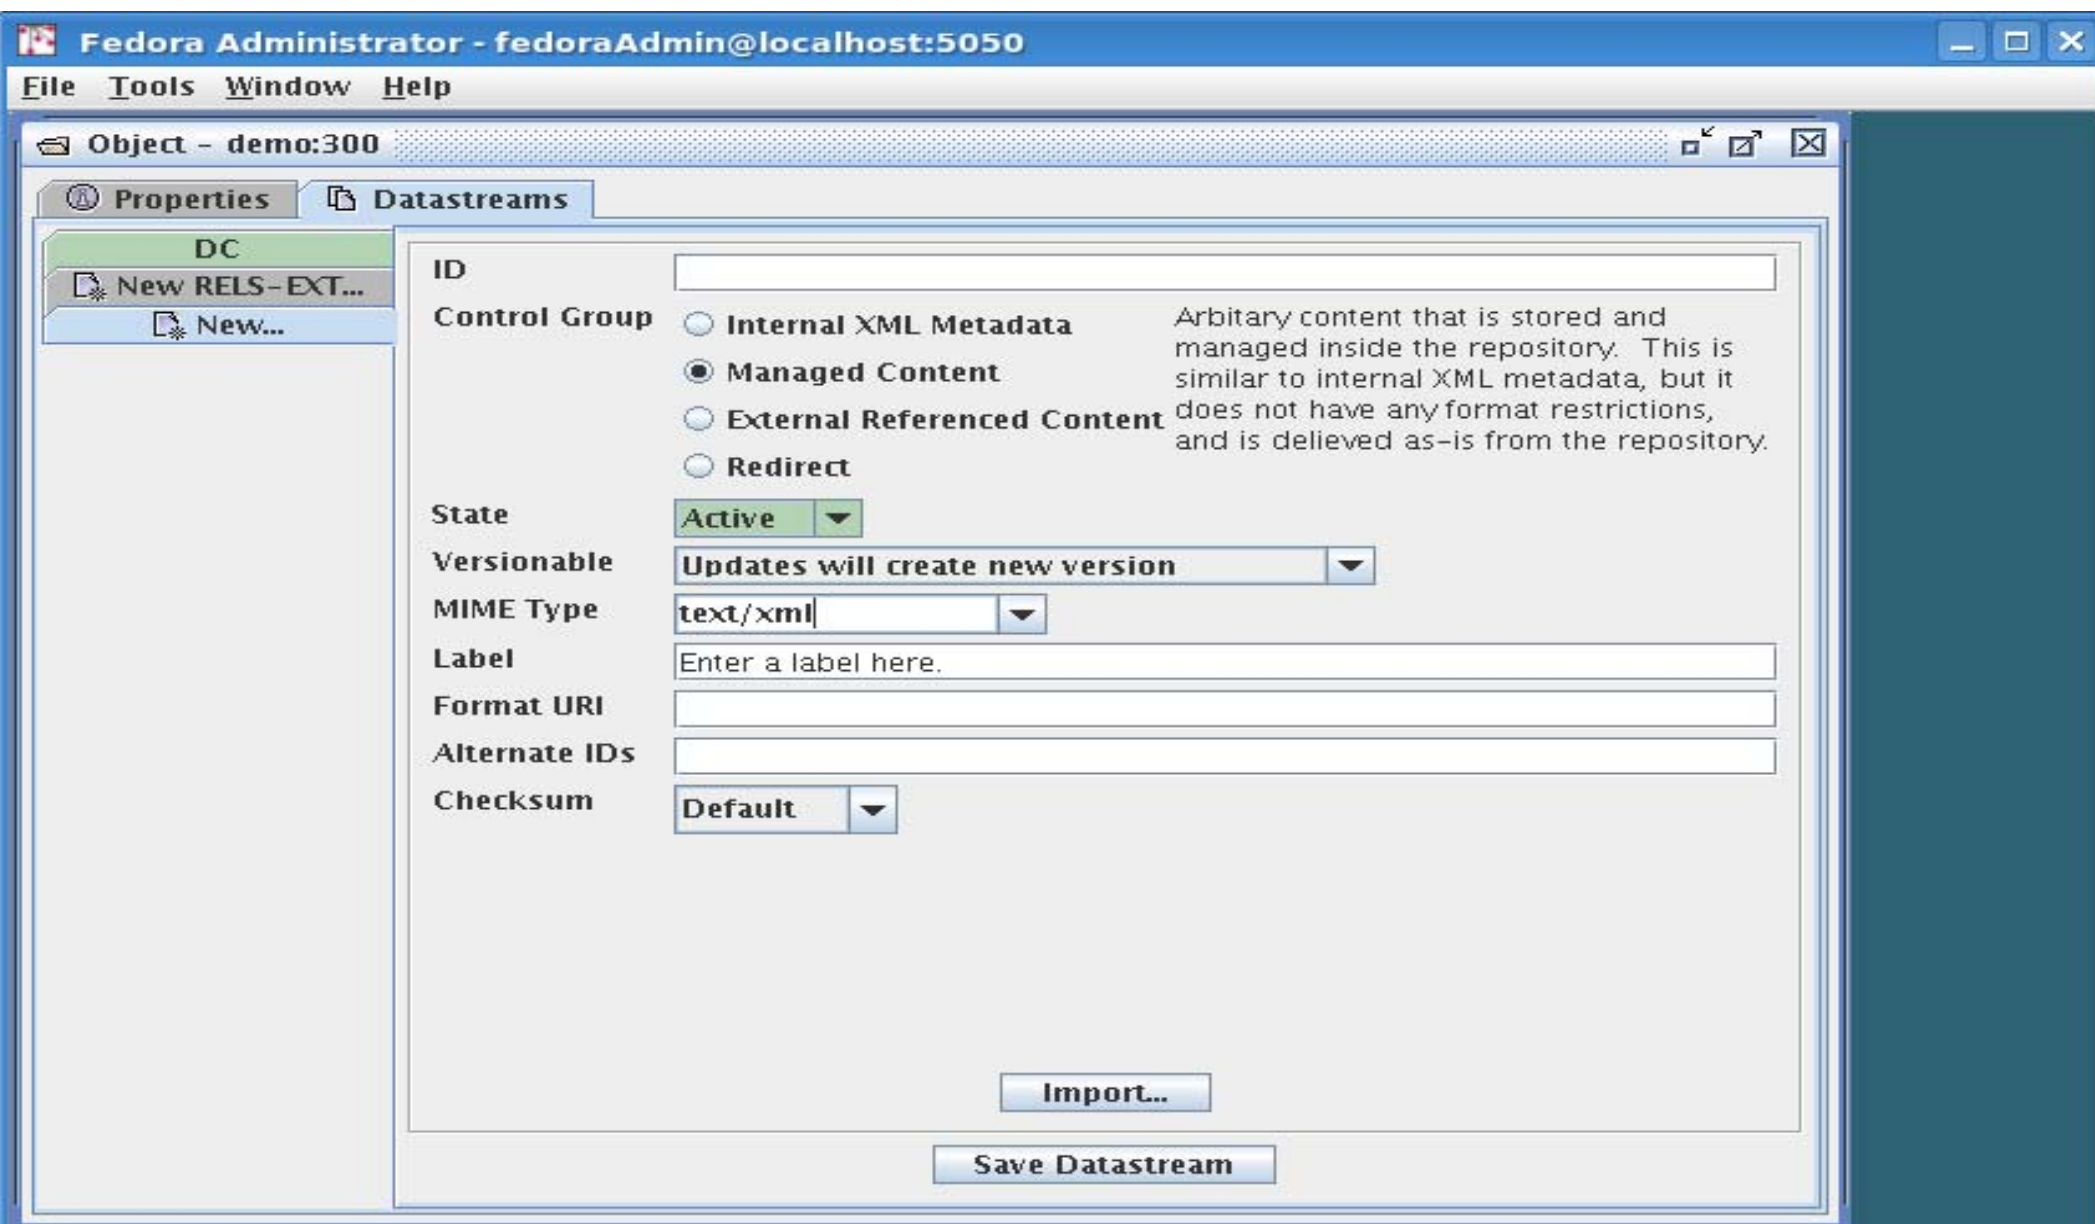 Fedora Administrator - fedoraAdmin@localhost:5050
File Tools Window Help
Object - demo:300
Properties Datastreams
DC
New RELS-EXT...
New...
ID
Control Group
Internal XML Metadata
Managed Content
External Referenced Content
Redirect
Arbitary content that is stored and
managed inside the repository. This is
similar to internal XML metadata, but it
does not have any format restrictions,
and is delieved as-is from the repository.
State Active
Versionable Updates will create new version
MIME Type text/xml
Label Enter a label here.
Format URI
Alternate IDs
Checksum Default
Import...
Save Datastream